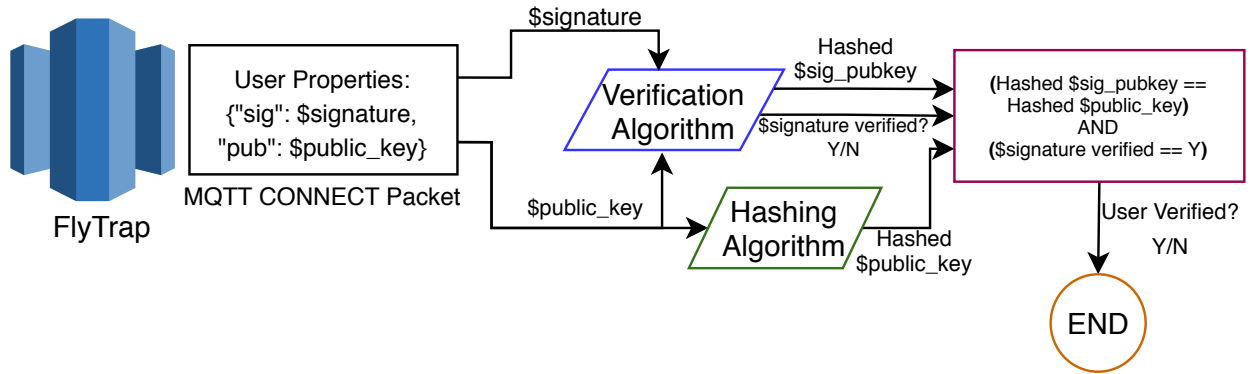 FlyTrap
User Properties:
{"sig": $signature,
"pub": $public_key}
MQTT CONNECT Packet
$signature
$public_key
Verification
Algorithm
Hashing
Algorithm
Hashed
$sig_pubkey
$signature verified?
Y/N
Hashed
$public_key
(Hashed $sig_pubkey ==
Hashed $public_key)
AND
($signature verified == Y)
User Verified?
Y/N
END